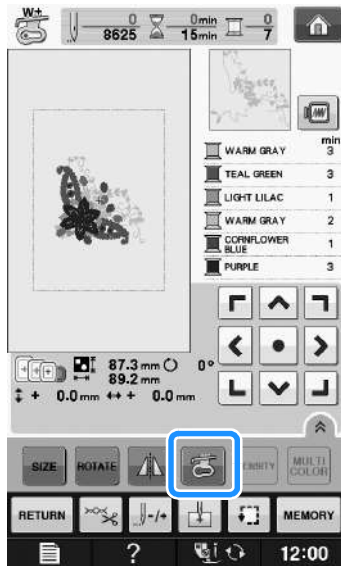 W+
0 0min 0
8625 15min 7
min
WARM GRAY 3
TEAL GREEN 3
LIGHT LILAC 1
WARM GRAY 2
CORNFLOWER BLUE 1
PURPLE 3
87.3 mm 0°
89.2 mm
+ 0.0 mm + 0.0 mm
SIZE ROTATE DENSITY MULTI COLOR
RETURN -/+ MEMORY
? 12:00